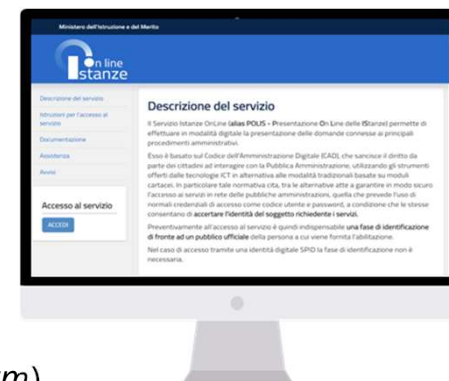 Ministero dell'Istruzione e del Merito
On line
Istanze
Descrizione del servizio
Istruzioni per l'accesso al
servizio
Documentazione
Assistenza
Avvisi
Accesso al servizio
ACCEDI
Descrizione del servizio
Il Servizio Istanze OnLine (alias POLIS – Presentazione On Line delle IStanze) permette di
effettuare in modalità digitale la presentazione delle domande connesse ai principali
procedimenti amministrativi.
Esso è basato sul Codice dell'Amministrazione Digitale (CAD), che sancisce il diritto da
parte dei cittadini ad interagire con la Pubblica Amministrazione, utilizzando gli strumenti
offerti dalle tecnologie ICT in alternativa alle modalità tradizionali basate su moduli
cartacei. In particolare tale normativa cita, tra le alternative atte a garantire in modo sicuro
l'accesso ai servizi in rete delle pubbliche amministrazioni, quella che prevede l'uso di
normali credenziali di accesso come codice utente e password, a condizione che le stesse
consentano di accertare l'identità del soggetto richiedente i servizi.
Preventivamente all'accesso al servizio è quindi indispensabile una fase di identificazione
di fronte ad un pubblico ufficiale della persona a cui viene fornita l'abilitazione.
Nel caso di accesso tramite una identità digitale SPID la fase di identificazione non è
necessaria.
m)